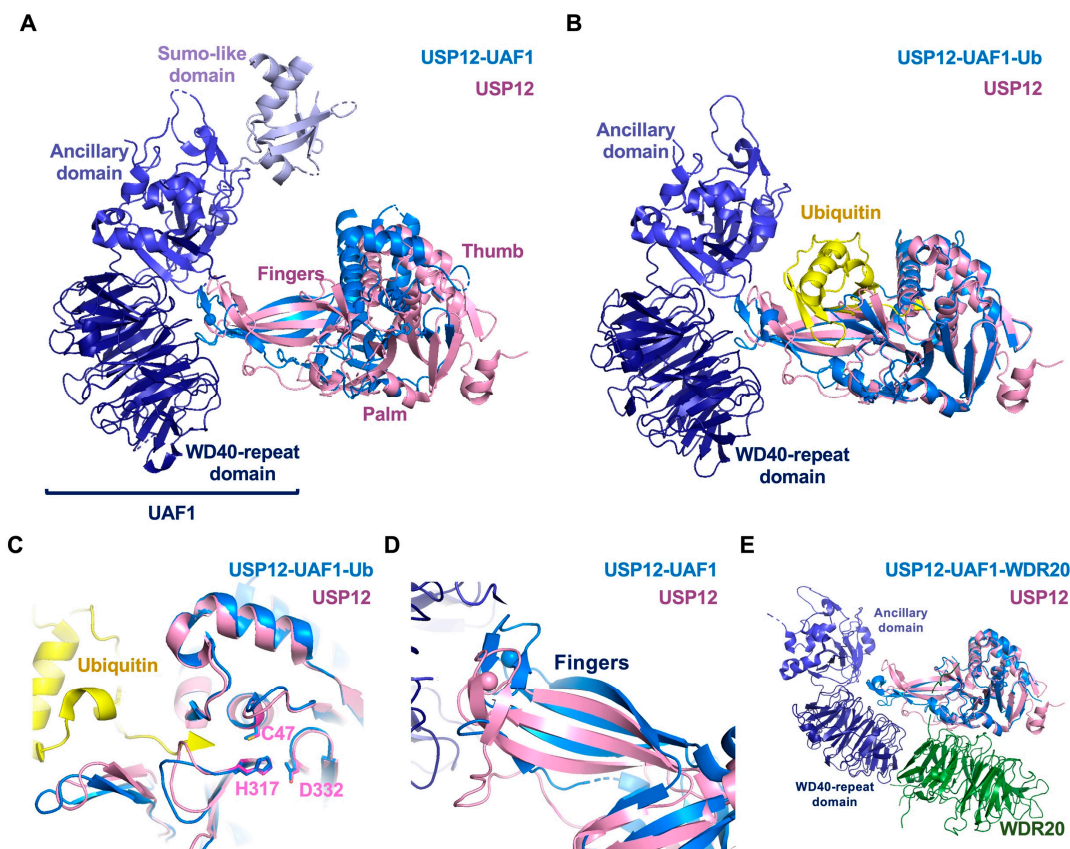 A
Sumo-like
domain
USP12-UAF1
USP12
Ancillary
domain
Fingers
Thumb
Palm
WD40-repeat
domain
UAF1
B
USP12-UAF1-Ub
USP12
Ancillary
domain
Ubiquitin
WD40-repeat
domain
C
USP12-UAF1-Ub
USP12
Ubiquitin
C47
H317
D332
D
USP12-UAF1
USP12
Fingers
E
USP12-UAF1-WDR20
USP12
Ancillary
domain
WD40-repeat
domain
WDR20